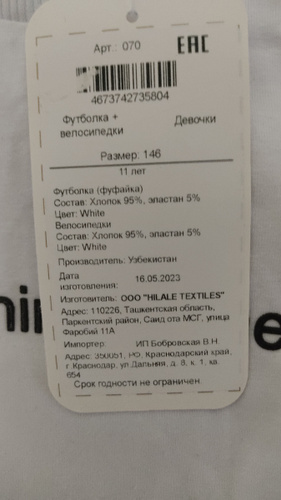 Арт.: 070
EAC
4673742735804
Футболка +
велосипедки
Девочки
Размер: 146
11 лет
Футболка (фуфайка)
Состав: Хлопок 95%, эластан 5%
Цвет: White
Велосипедки
Состав: Хлопок 95%, эластан 5%
Цвет: White
Производитель: Узбекистан
Дата
изготовления:
16.05.2023
Изготовитель: ООО "HILALE TEXTILES"
Адрес: 110226, Ташкентская область,
Паркентский район, Саид ота МСГ, улица
Фаробий 11А
Импортер:
ИП Бобровская В.Н.
Адрес: 350051, РФ, Краснодарский край,
г.Краснодар, ул.Дальняя, д. 8, к. 1, кв.
654
Срок годности не ограничен.
e